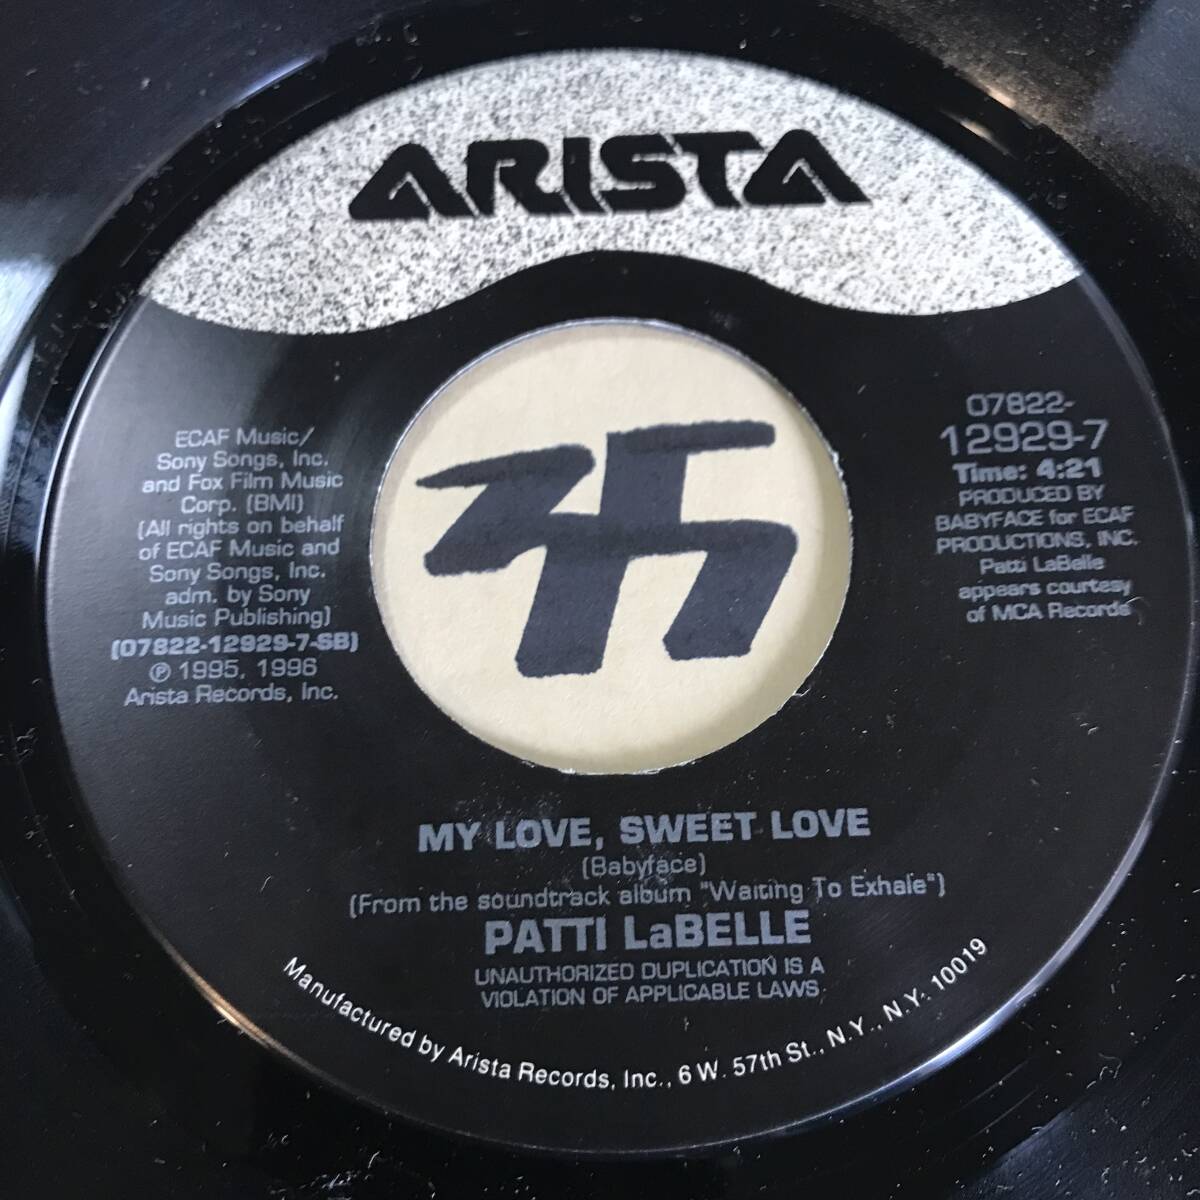 ARISTA
ECAF Music/
Sony Songs, Inc.
and Fox Film Music
Corp. (BMI)
(All rights on behalf
of ECAF Music and
Sony Songs, Inc.
adm. by Sony
Music Publishing)
(07822-12929-7-SB)
℗ 1995, 1996
Arista Records, Inc.
07822-
12929-7
Time: 4:21
PRODUCED BY
BABYFACE for ECAF
PRODUCTIONS, INC.
Patti LaBelle
appears courtesy
of MCA Records
MY LOVE, SWEET LOVE
(Babyface)
(From the soundtrack album "Waiting To Exhale")
PATTI LaBELLE
UNAUTHORIZED DUPLICATION IS A
VIOLATION OF APPLICABLE LAWS
Manufactured by Arista Records, Inc., 6 W. 57th St., N.Y., N.Y. 10019